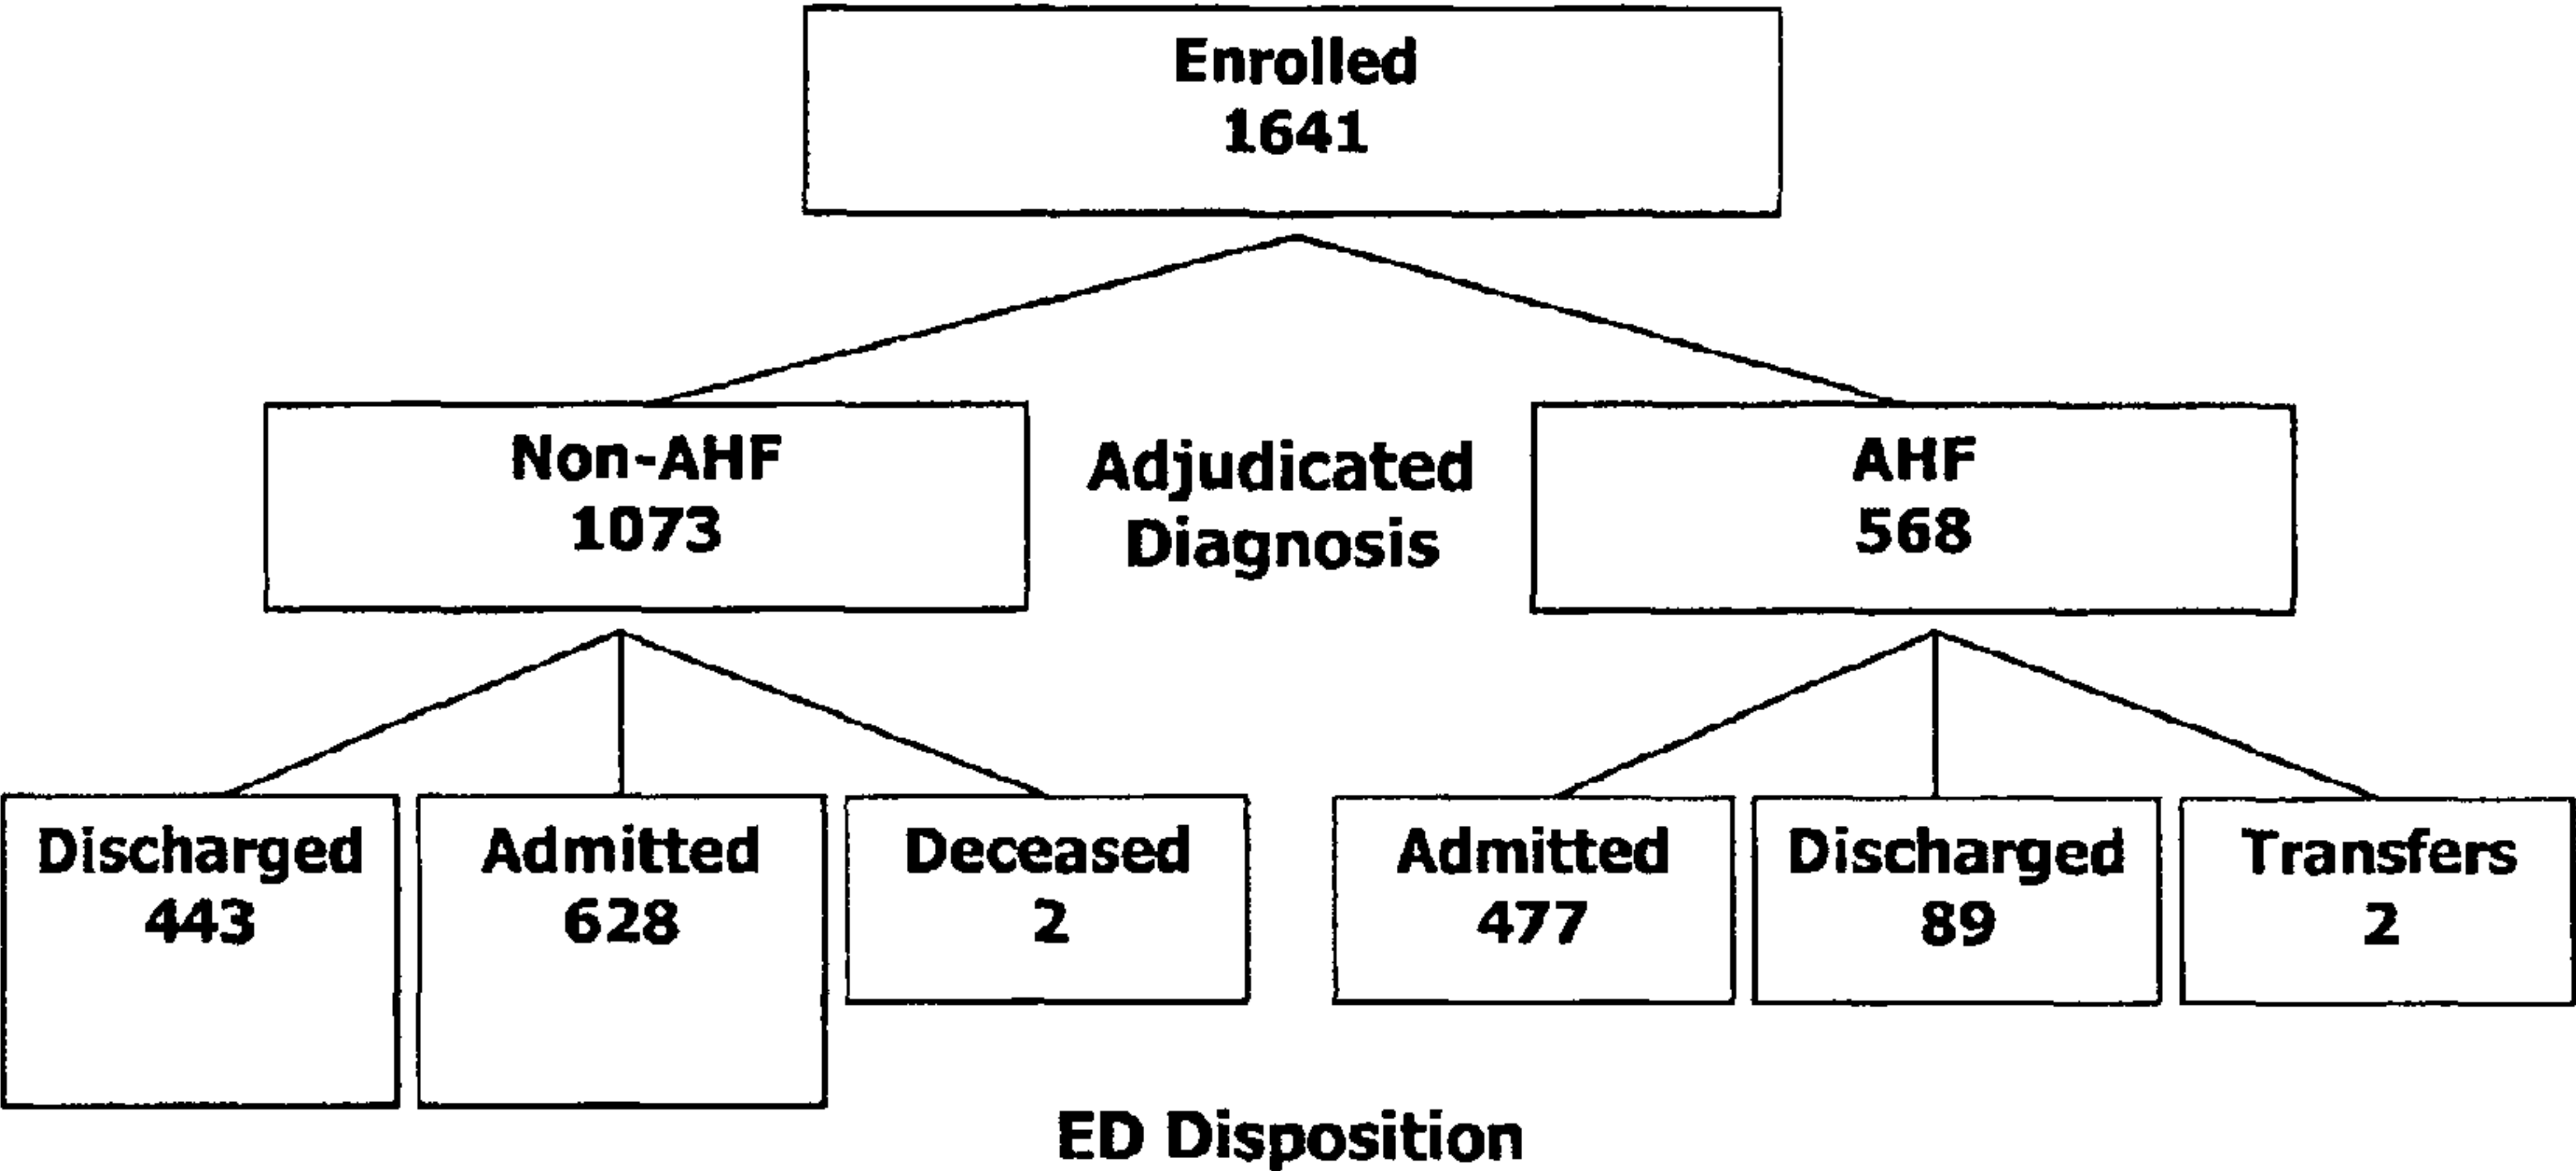 Enrolled
1641
Non-AHF
1073
Adjudicated
Diagnosis
AHF
568
Discharged
443
Admitted
628
Deceased
2
Admitted
477
Discharged
89
Transfers
2
ED Disposition